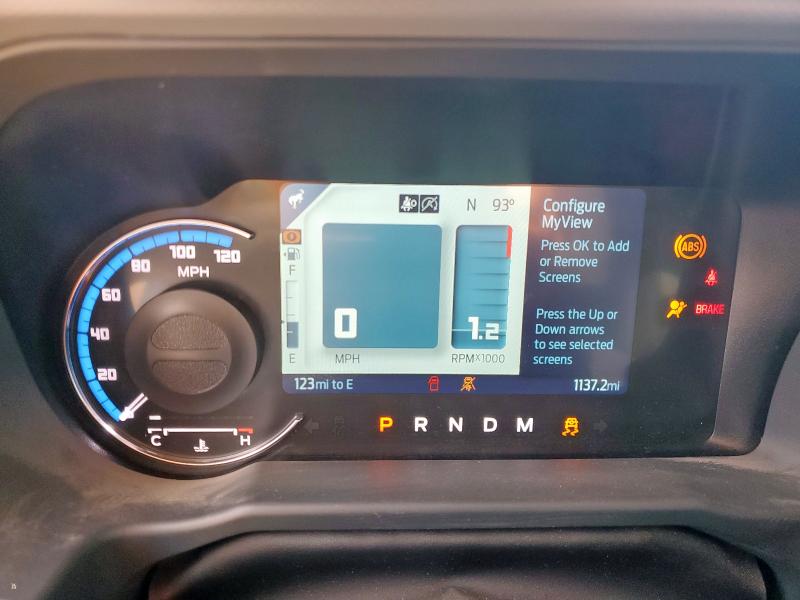 N 93°
Configure
MyView
Press OK to Add
or Remove
Screens
Press the Up or
Down arrows
to see selected
screens
120
100
80
60
40
20
MPH
F
E
0
MPH
1.2
RPMX1000
ABS
BRAKE
123mi to E
1137.2mi
C H
P R N D M